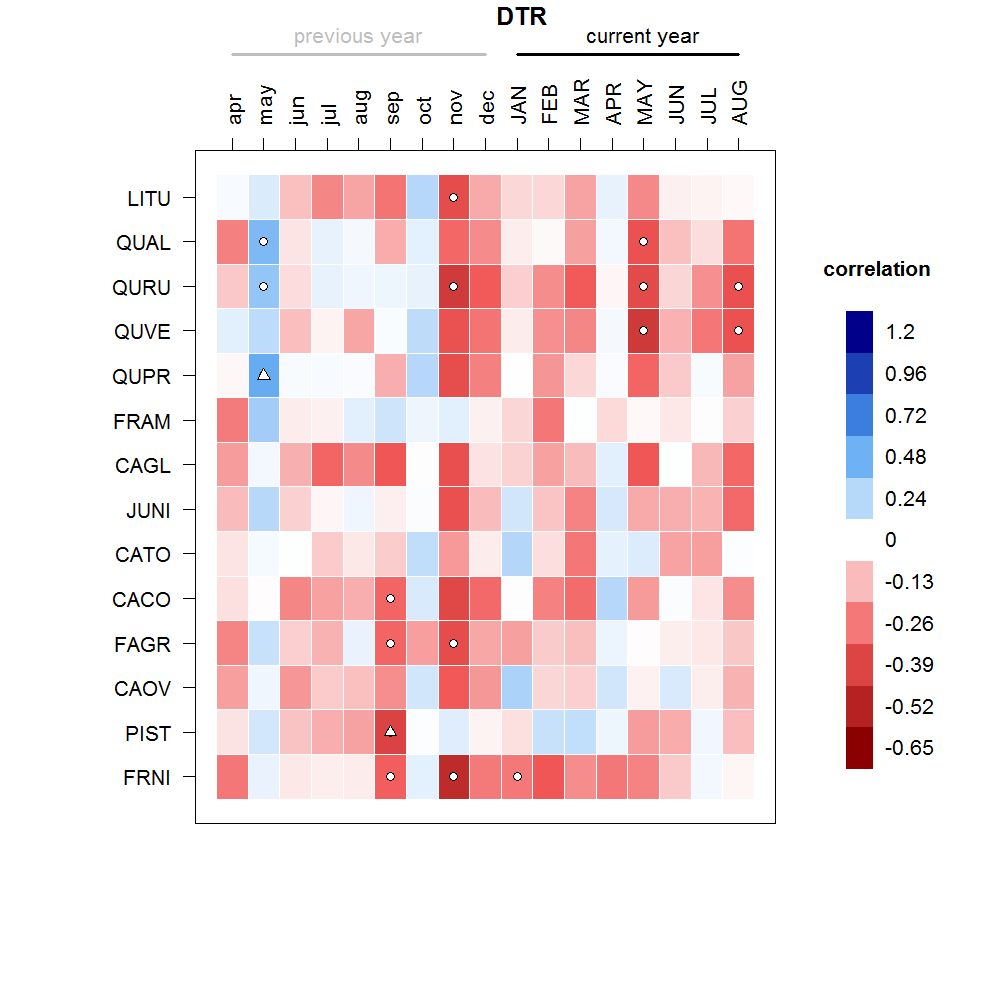 DTR
previous year current year
apr may jun jul aug sep oct nov dec JAN FEB MAR APR MAY JUN JUL AUG
LITU
QUAL
QURU
QUVE
QUPR
FRAM
CAGL
JUNI
CATO
CACO
FAGR
CAOV
PIST
FRNI
correlation
1.2
0.96
0.72
0.48
0.24
0
-0.13
-0.26
-0.39
-0.52
-0.65